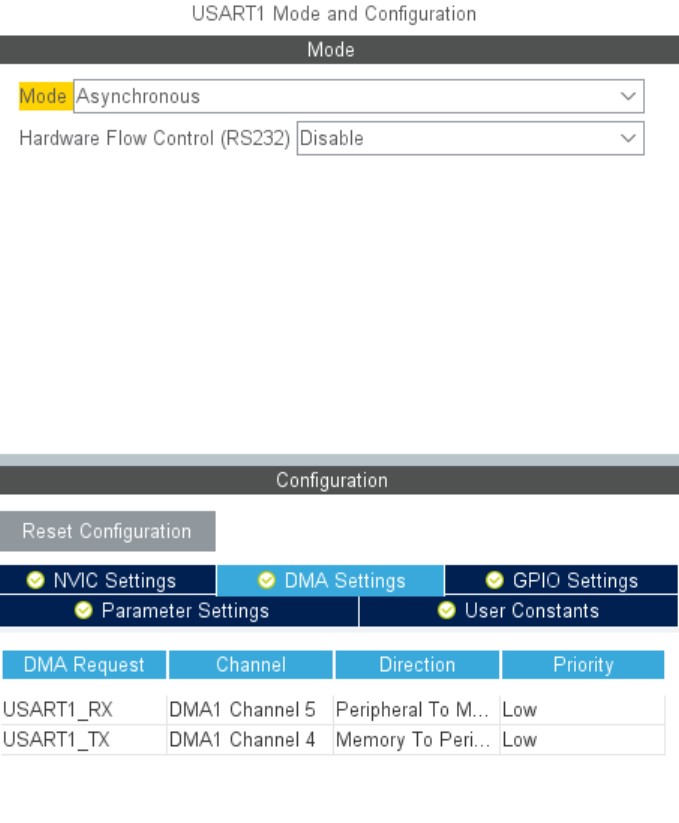 USART1 Mode and Configuration
Mode
Mode Asynchronous
Hardware Flow Control (RS232) Disable
Configuration
Reset Configuration
NVIC Settings DMA Settings GPIO Settings
Parameter Settings User Constants
DMA Request Channel Direction Priority
USART1_RX DMA1 Channel 5 Peripheral To M... Low
USART1_TX DMA1 Channel 4 Memory To Peri... Low